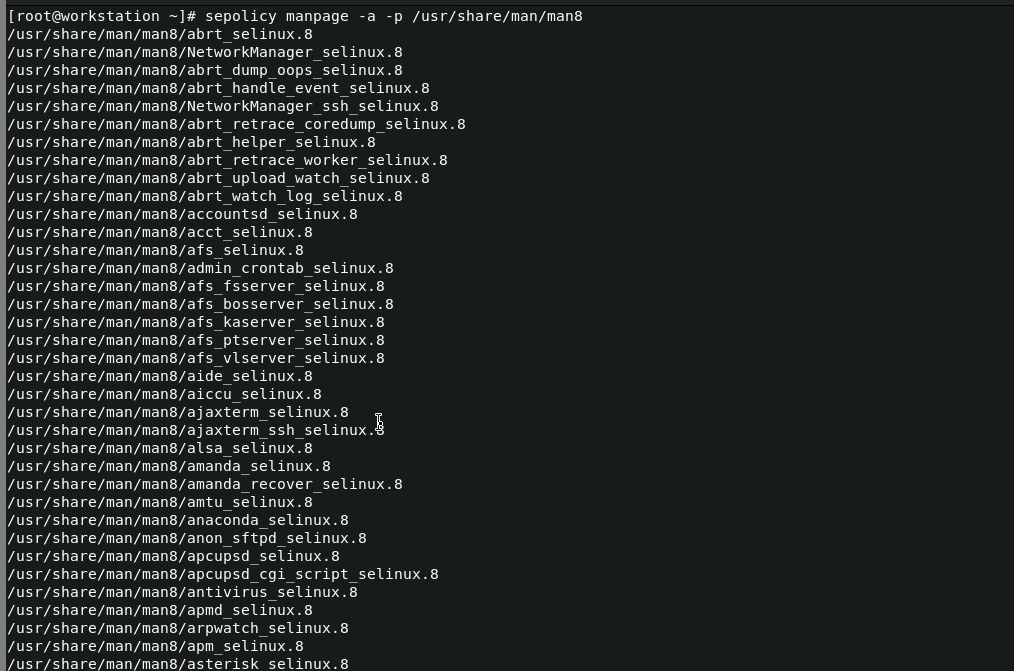 [root@workstation ~]# sepolicy manpage -a -p /usr/share/man/man8
/usr/share/man/man8/abrt_selinux.8
/usr/share/man/man8/NetworkManager_selinux.8
/usr/share/man/man8/abrt_dump_oops_selinux.8
/usr/share/man/man8/abrt_handle_event_selinux.8
/usr/share/man/man8/NetworkManager_ssh_selinux.8
/usr/share/man/man8/abrt_retrace_coredump_selinux.8
/usr/share/man/man8/abrt_helper_selinux.8
/usr/share/man/man8/abrt_retrace_worker_selinux.8
/usr/share/man/man8/abrt_upload_watch_selinux.8
/usr/share/man/man8/abrt_watch_log_selinux.8
/usr/share/man/man8/accountsd_selinux.8
/usr/share/man/man8/acct_selinux.8
/usr/share/man/man8/afs_selinux.8
/usr/share/man/man8/admin_crontab_selinux.8
/usr/share/man/man8/afs_fsserver_selinux.8
/usr/share/man/man8/afs_bosserver_selinux.8
/usr/share/man/man8/afs_kaserver_selinux.8
/usr/share/man/man8/afs_ptserver_selinux.8
/usr/share/man/man8/afs_vlserver_selinux.8
/usr/share/man/man8/aide_selinux.8
/usr/share/man/man8/aiccu_selinux.8
/usr/share/man/man8/ajaxterm_selinux.8
/usr/share/man/man8/ajaxterm_ssh_selinux.8
/usr/share/man/man8/alsa_selinux.8
/usr/share/man/man8/amanda_selinux.8
/usr/share/man/man8/amanda_recover_selinux.8
/usr/share/man/man8/amtu_selinux.8
/usr/share/man/man8/anaconda_selinux.8
/usr/share/man/man8/anon_sftpd_selinux.8
/usr/share/man/man8/apcupsd_selinux.8
/usr/share/man/man8/apcupsd_cgi_script_selinux.8
/usr/share/man/man8/antivirus_selinux.8
/usr/share/man/man8/apmd_selinux.8
/usr/share/man/man8/arpwatch_selinux.8
/usr/share/man/man8/apm_selinux.8
/usr/share/man/man8/asterisk_selinux.8